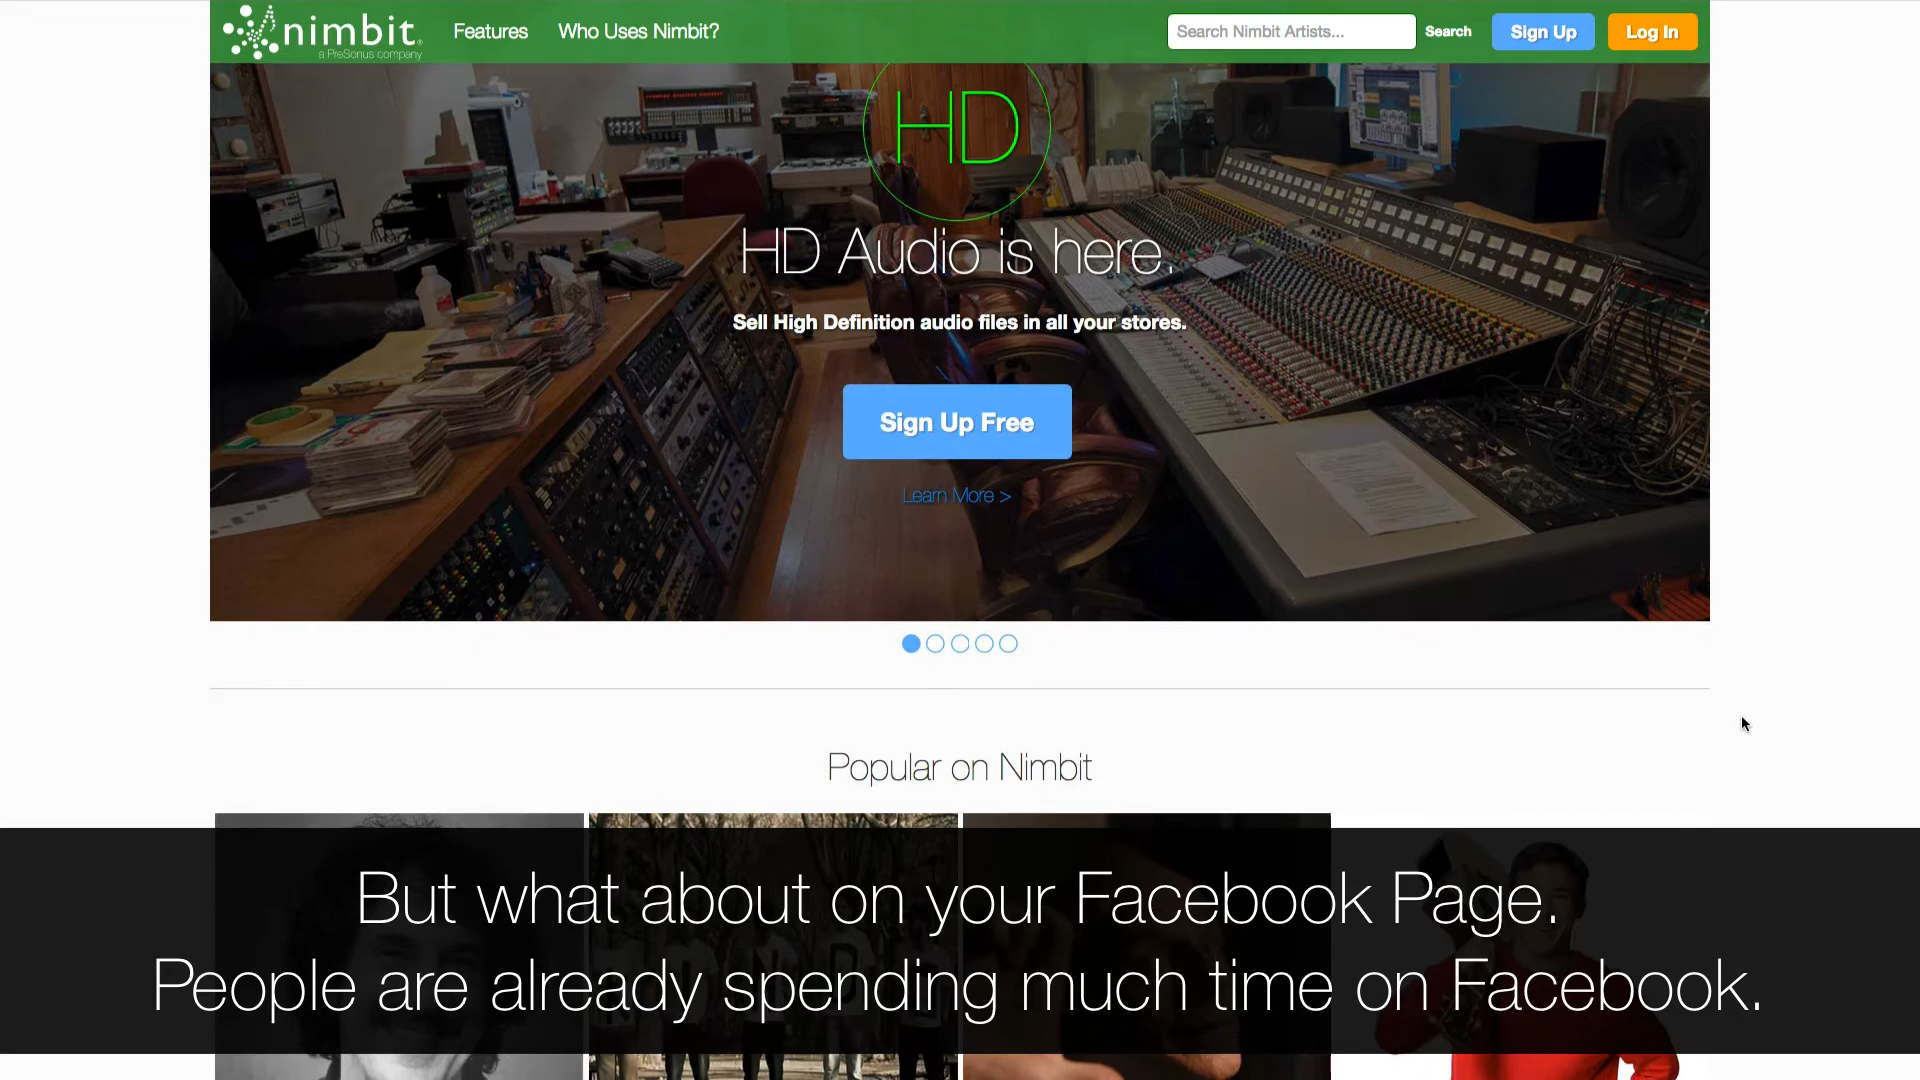 nimbit®
a PreSonus company
Features
Who Uses Nimbit?
Search Nimbit Artists...
Search
Sign Up
Log In
HD
HD Audio is here.
Sell High Definition audio files in all your stores.
Sign Up Free
Learn More >
Popular on Nimbit
But what about on your Facebook Page.
People are already spending much time on Facebook.